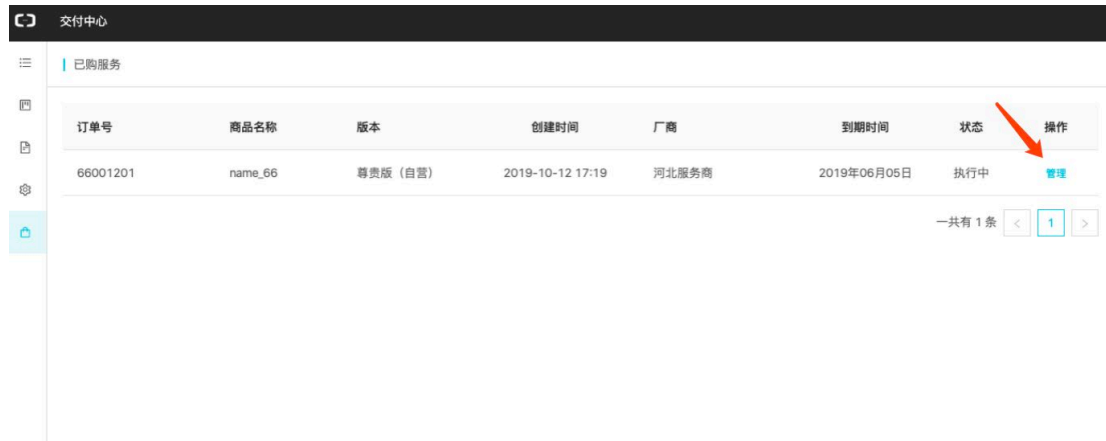 交付中心
已购服务
订单号 商品名称 版本 创建时间 厂商 到期时间 状态 操作
66001201 name_66 尊贵版（自营） 2019-10-12 17:19 河北服务商 2019年06月05日 执行中 管理
一共有 1 条 < 1 >